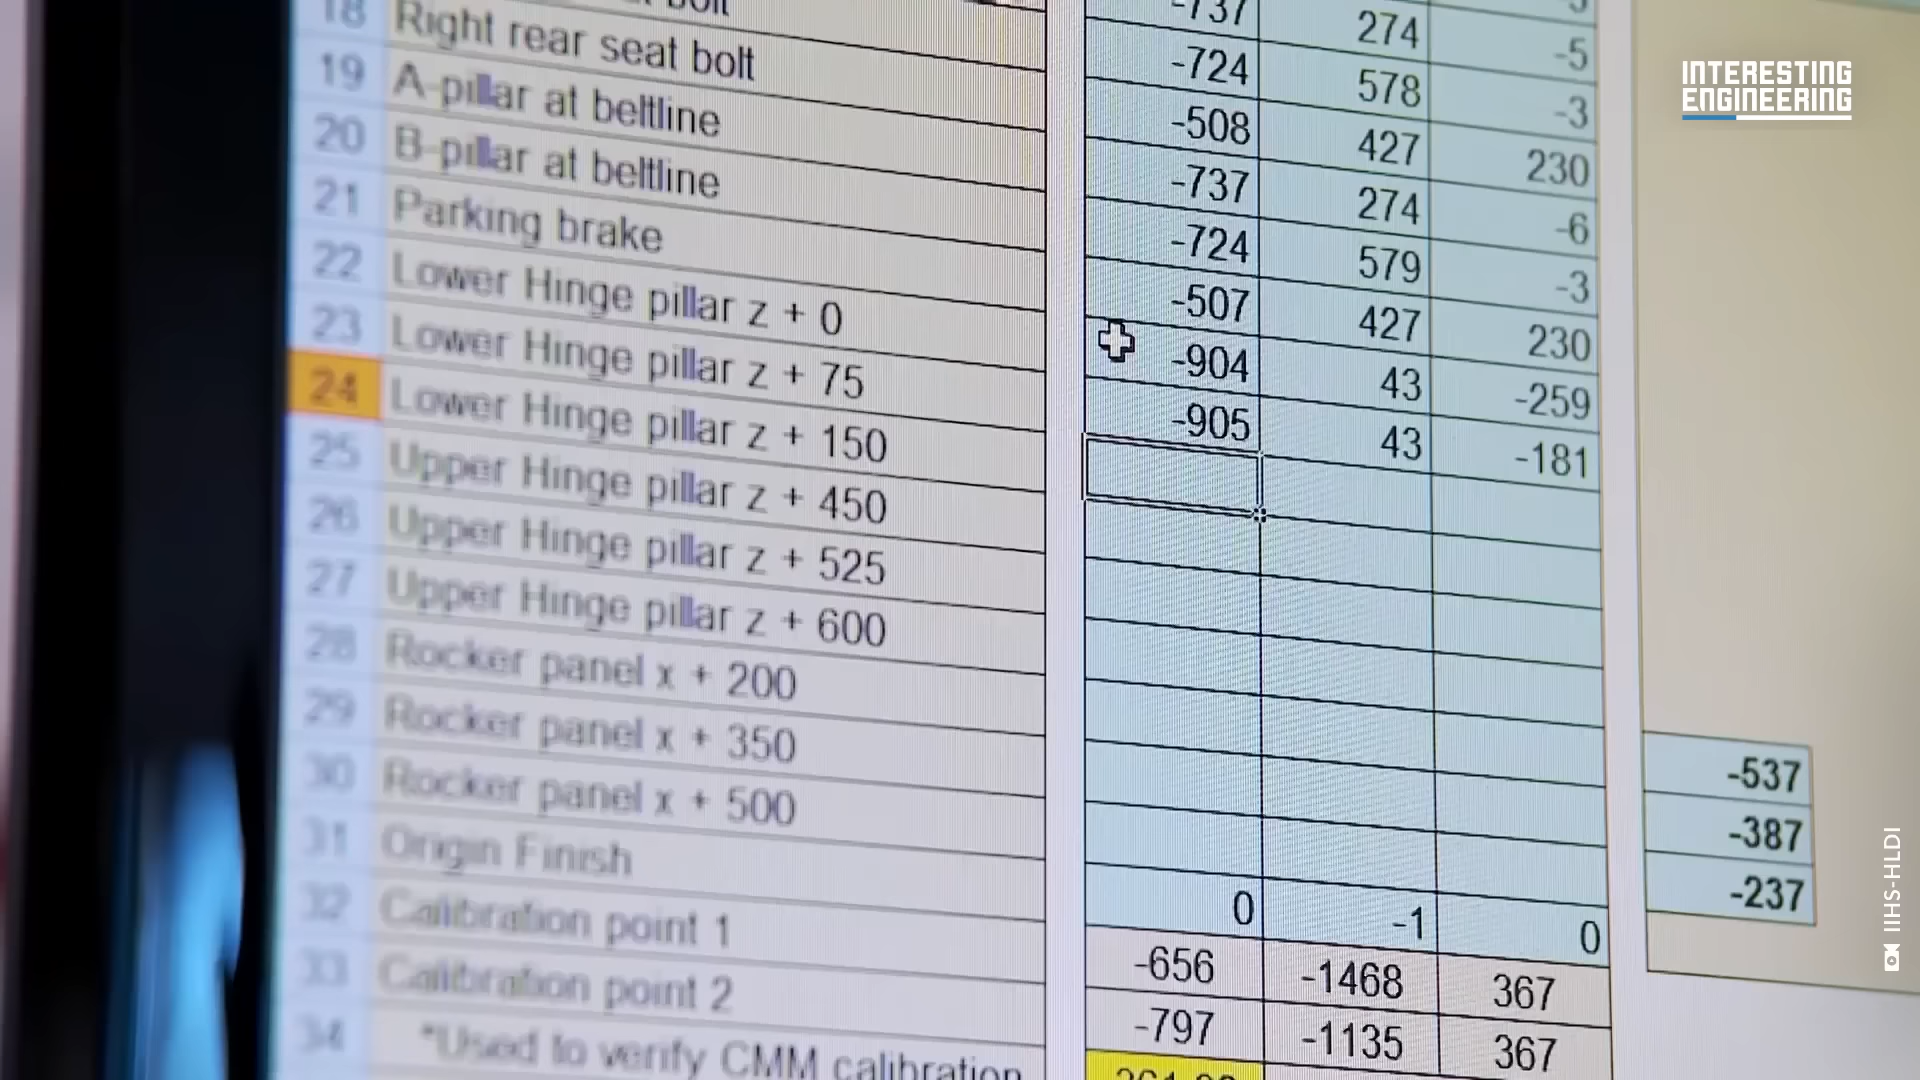 -737 274 -5
bolt -724 578 -3
18 Right rear seat bolt -508 427 230
19 A-pillar at beltline -737 274 -6
20 B-pillar at beltline -724 579 -3
21 Parking brake -507 427 230
22 Lower Hinge pillar z + 0 -904 43 -259
23 Lower Hinge pillar z + 75 -905 43 -181
24 Lower Hinge pillar z + 150
25 Upper Hinge pillar z + 450
26 Upper Hinge pillar z + 525
27 Upper Hinge pillar z + 600
28 Rocker panel x + 200 -537
29 Rocker panel x + 350 -387
30 Rocker panel x + 500 -237
31 Origin Finish 0 -1 0
32 Calibration point 1 -656 -1468 367
33 Calibration point 2 -797 -1135 367
34 *Used to verify CMM calibration
INTERESTING
ENGINEERING
IIHS-HLDI